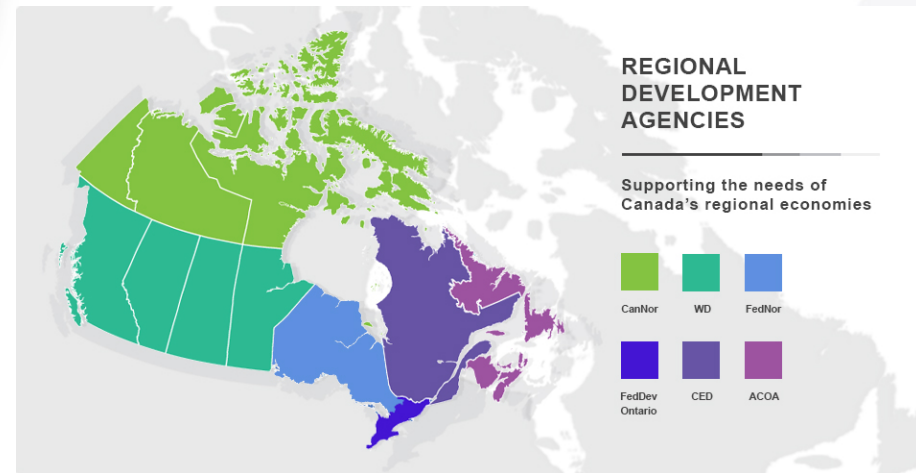 REGIONAL
DEVELOPMENT
AGENCIES
Supporting the needs of
Canada's regional economies
CanNor
WD
FedNor
FedDev
Ontario
CED
ACOA